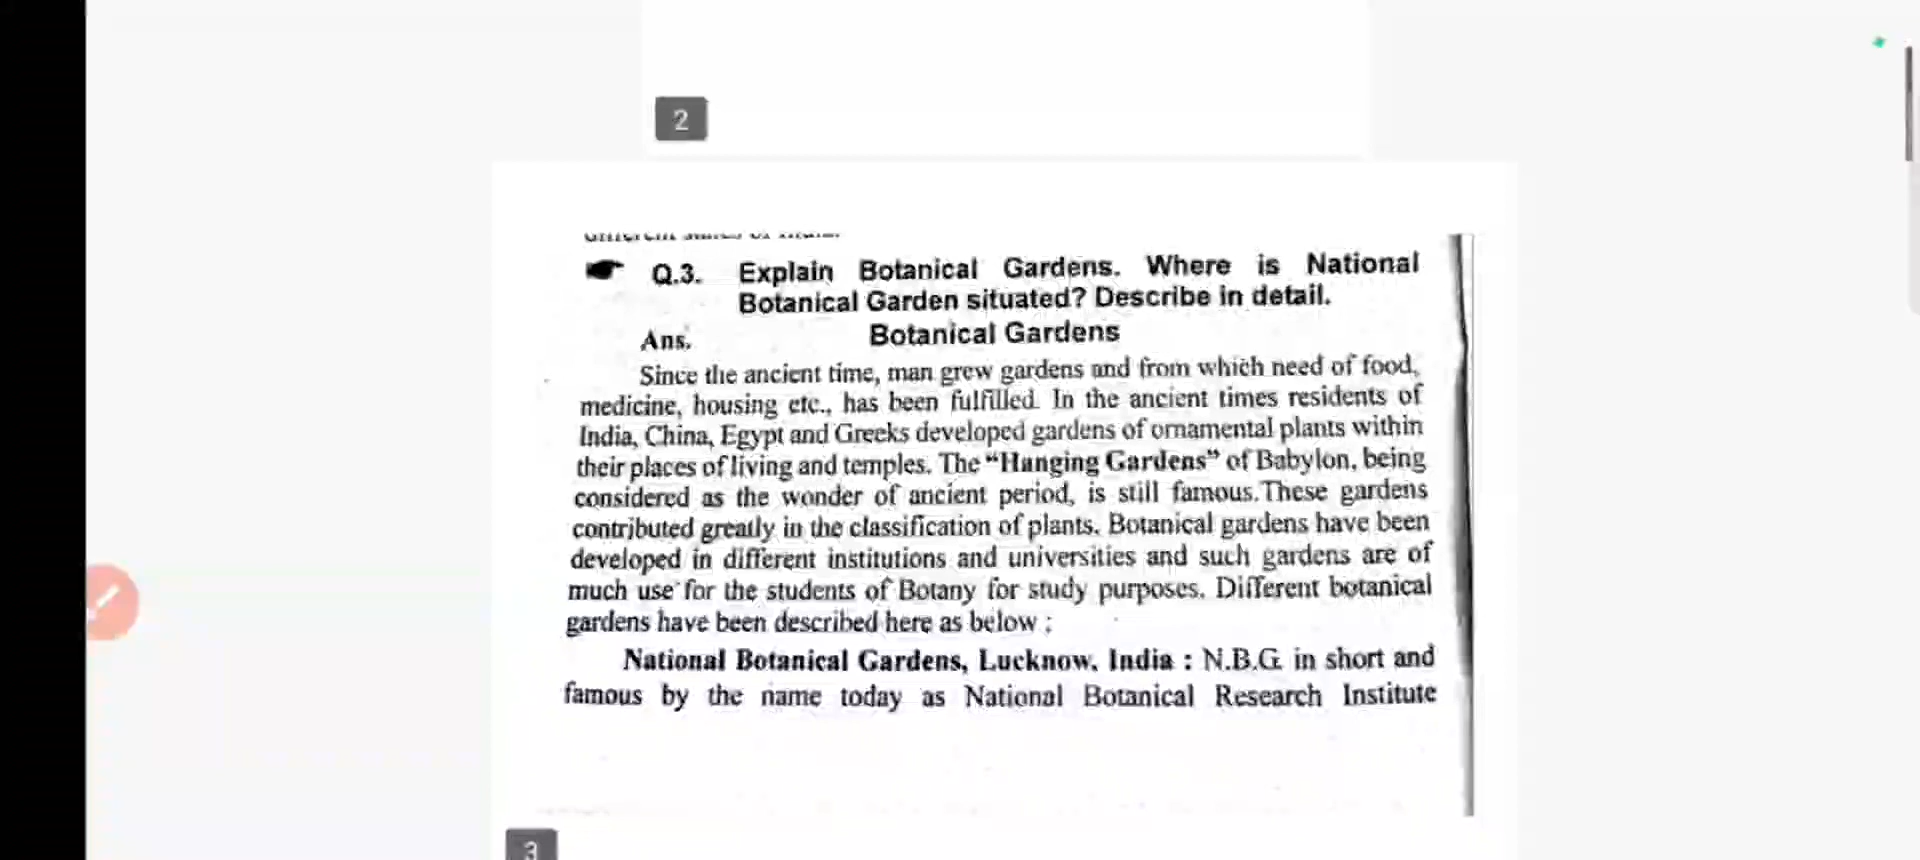 2
Q.3. Explain Botanical Gardens. Where is National
Botanical Garden situated? Describe in detail.
Ans. Botanical Gardens
Since the ancient time, man grew gardens and from which need of food,
medicine, housing etc., has been fulfilled. In the ancient times residents of
India, China, Egypt and Greeks developed gardens of ornamental plants within
their places of living and temples. The “Hanging Gardens” of Babylon, being
considered as the wonder of ancient period, is still famous.These gardens
contributed greatly in the classification of plants. Botanical gardens have been
developed in different institutions and universities and such gardens are of
much use for the students of Botany for study purposes. Different botanical
gardens have been described here as below :
National Botanical Gardens, Lucknow, India : N.B.G. in short and
famous by the name today as National Botanical Research Institute
3